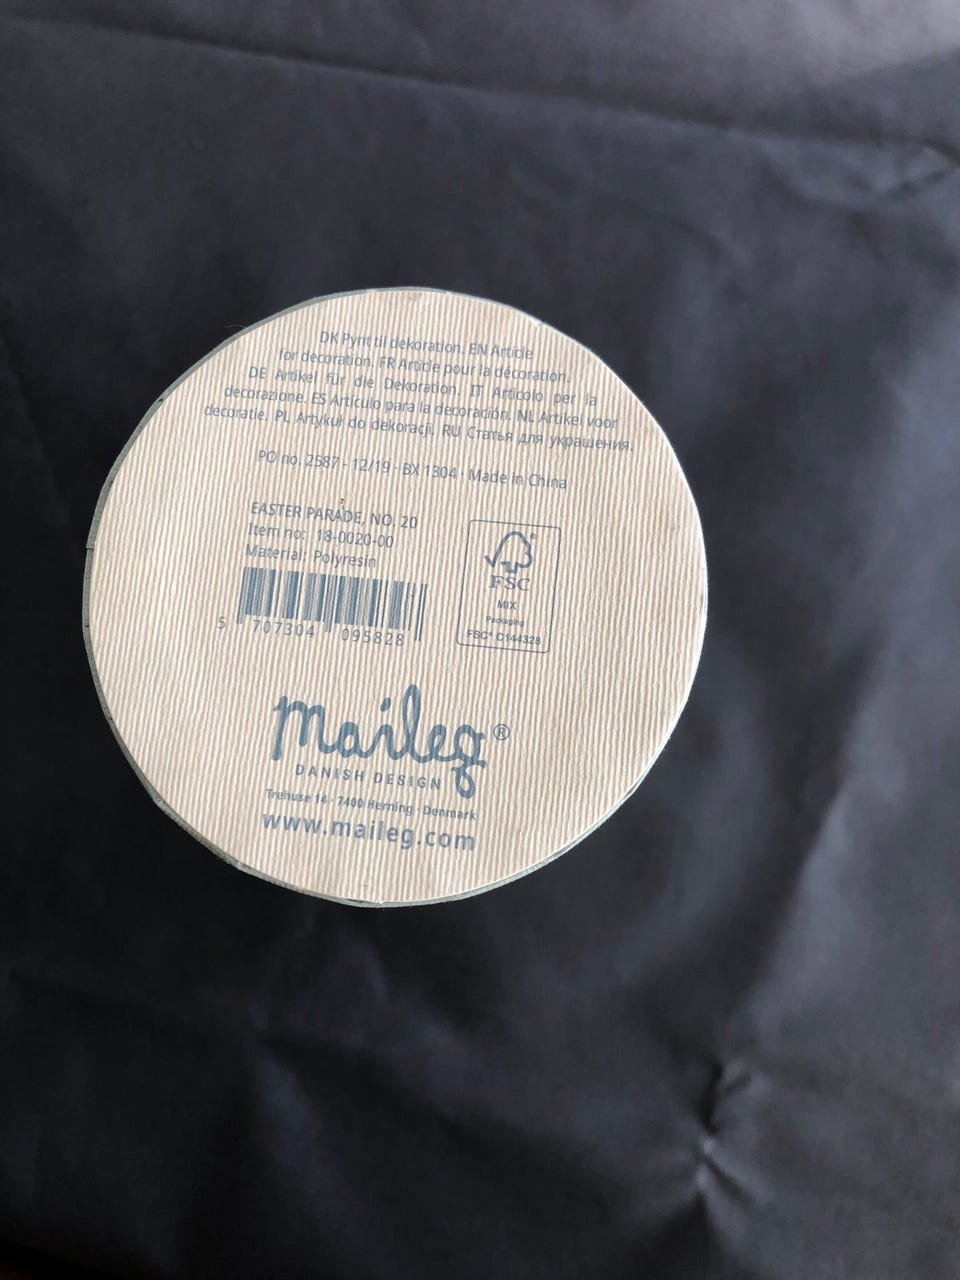 DK Pynt til dekoration. EN Article
for decoration. FR Article pour la décoration.
DE Artikel für die Dekoration. IT Articolo per la
decorazione. ES Artículo para la decoración. NL Artikel voor
decoratie. PL Artykuł do dekoracji. RU Статья для украшения.
PO no. 2587 - 12/19 · BX 1304 · Made in China
EASTER PARADE, NO. 20
Item no: 18-0020-00
Material: Polyresin
5 707304 095828
FSC
MIX
Packaging
FSC® C144328
maileg®
DANISH DESIGN
Trehuse 14 · 7400 Herning · Denmark
www.maileg.com